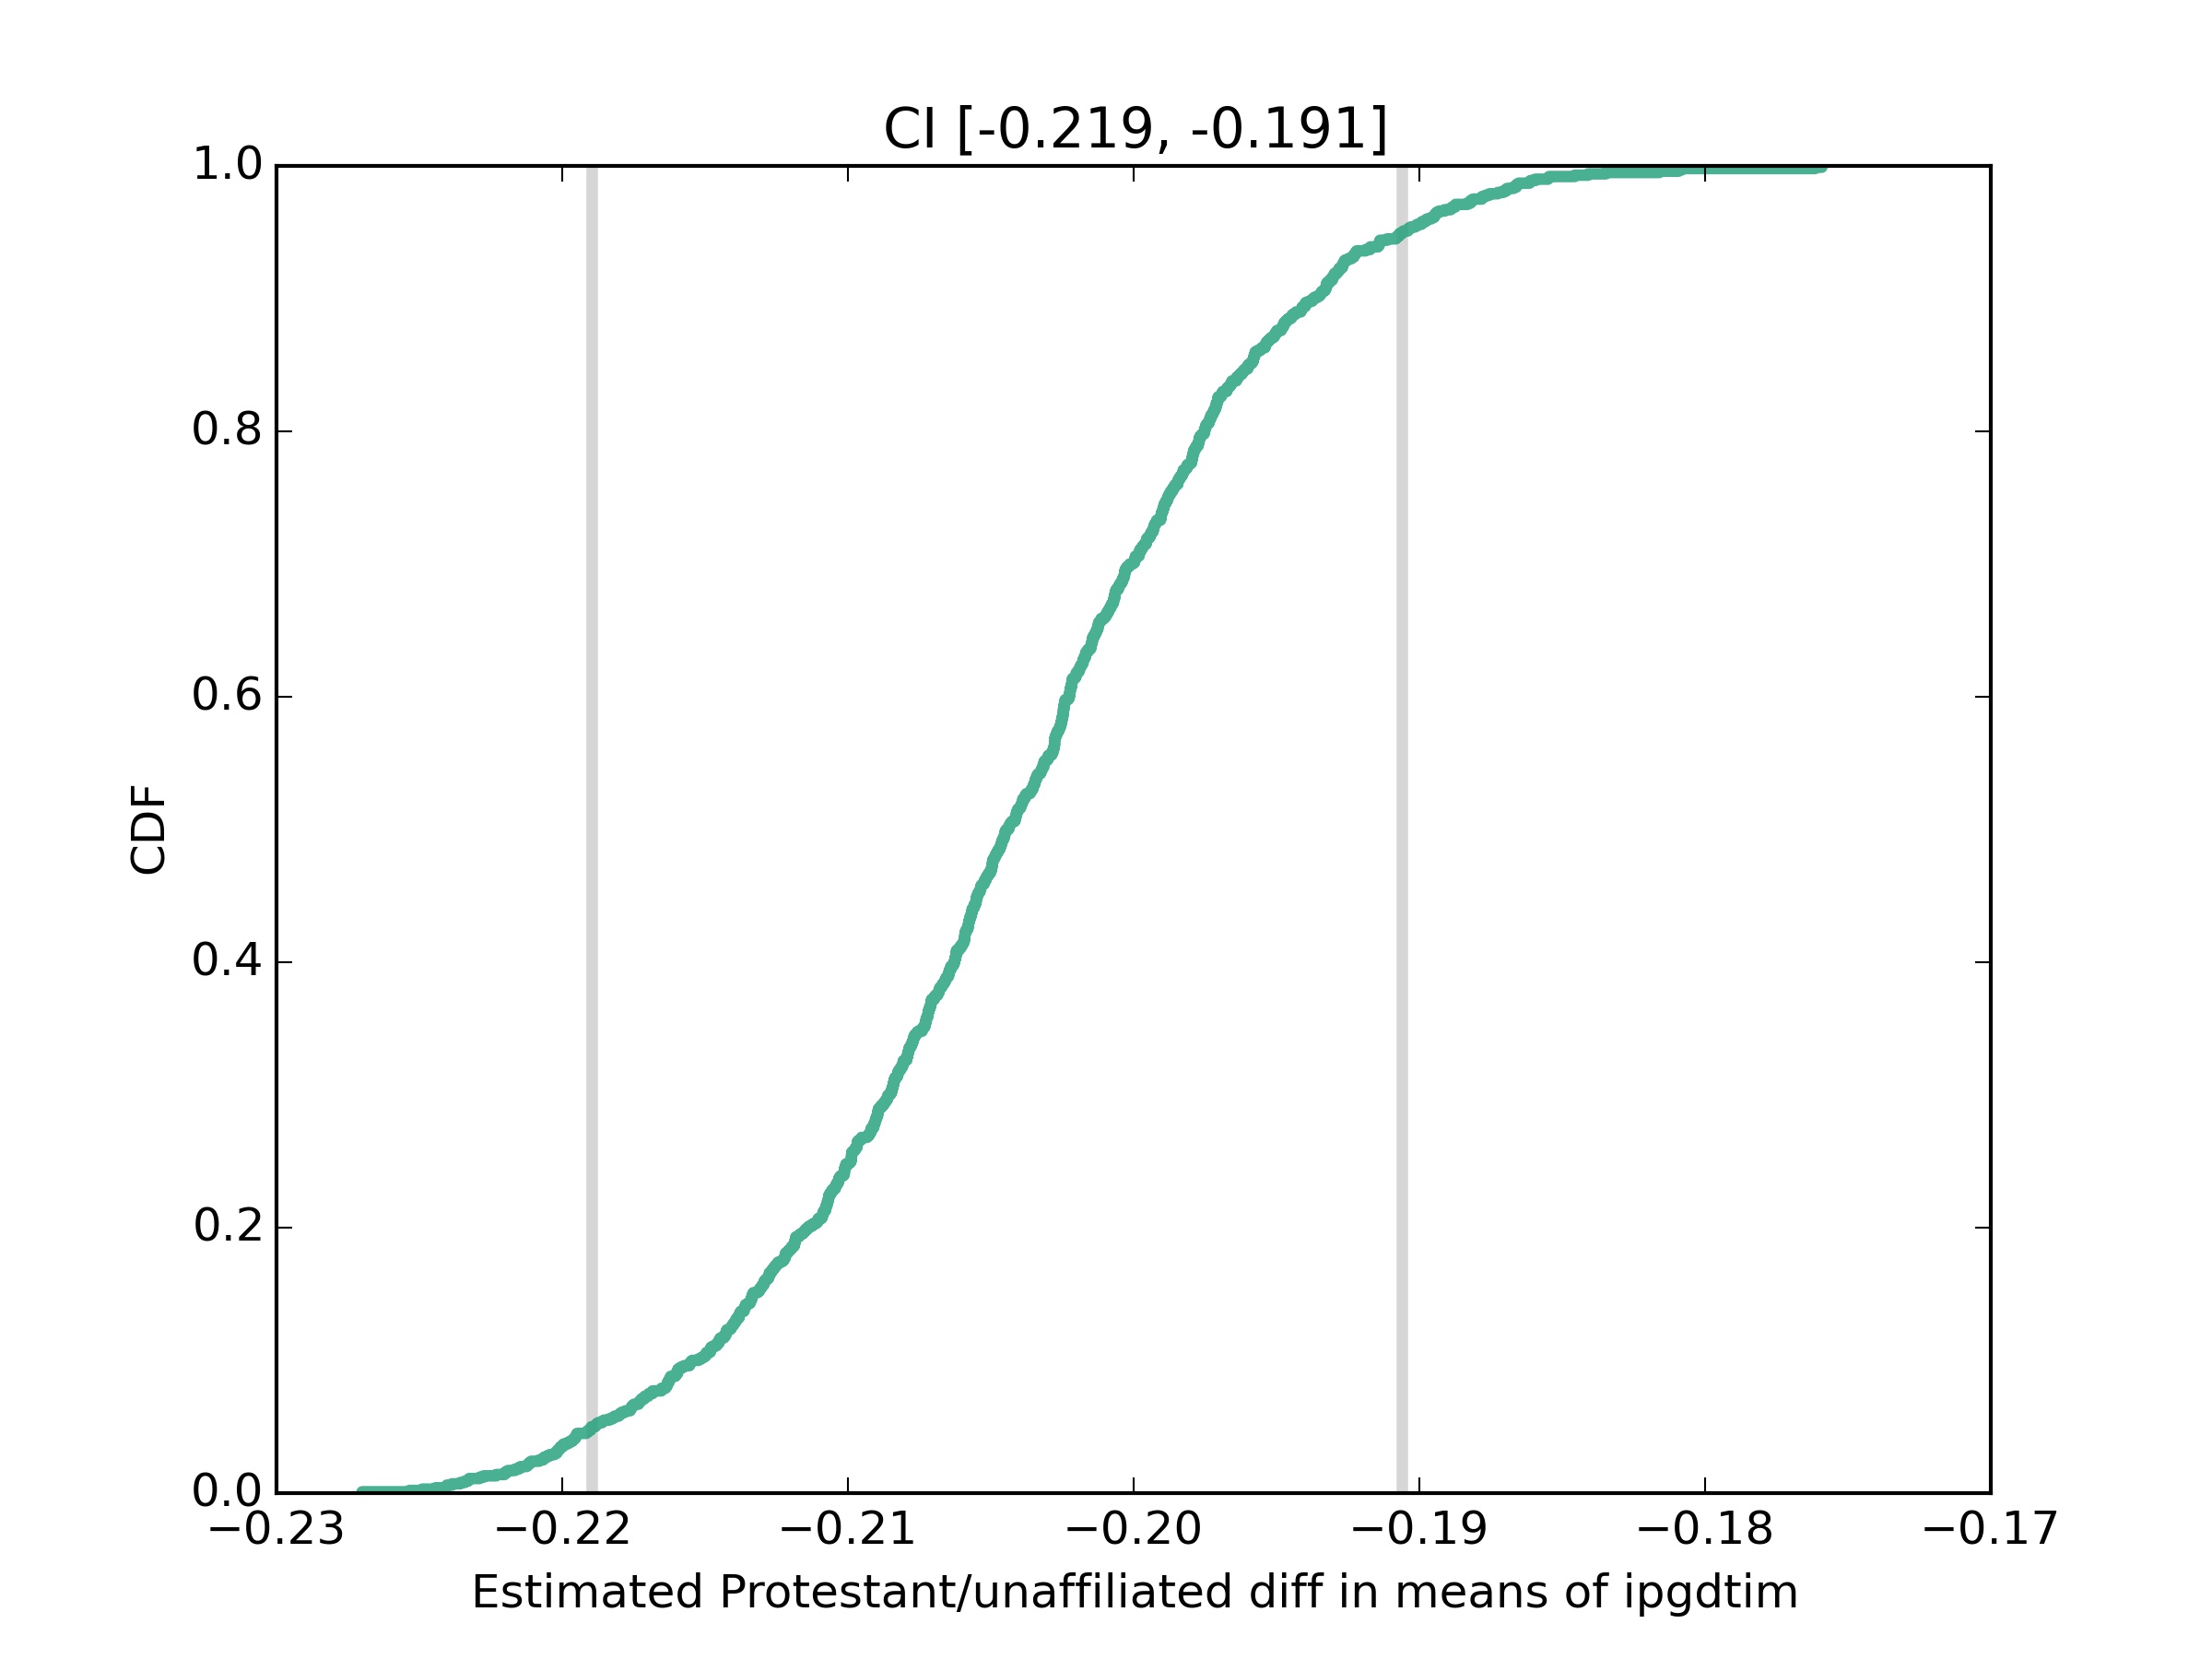 CI [-0.219, -0.191]
1.0
0.8
0.6
0.4
0.2
0.0
CDF
−0.23 −0.22 −0.21 −0.20 −0.19 −0.18 −0.17
Estimated Protestant/unaffiliated diff in means of ipgdtim